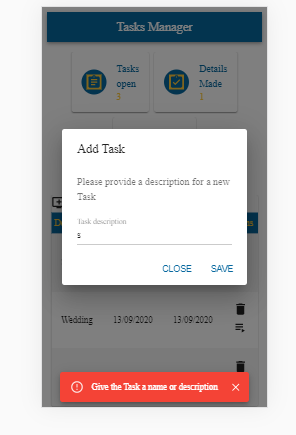 Tasks Manager
Tasks open
3
Details Made
1
Add Task
Please provide a description for a new
Task
Task description
s
CLOSE SAVE
Wedding 13/09/2020 13/09/2020
Give the Task a name or description